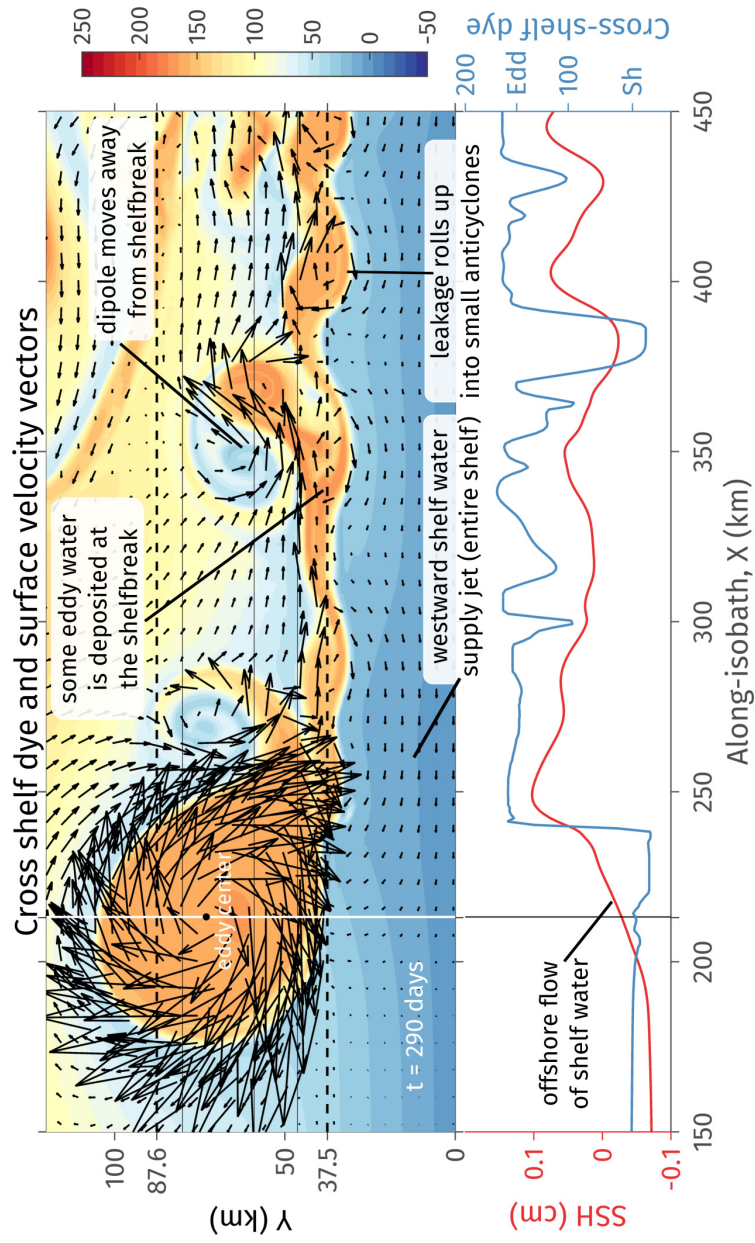 Cross shelf dye and surface velocity vectors
some eddy water
is deposited at
the shelfbreak
dipole moves away
from shelfbreak
eddy center
t = 290 days
westward shelf water
supply jet (entire shelf)
leakage rolls up
into small anticyclones
Y (km)
100
87.6
50
37.5
0
250
200
150
100
50
0
-50
offshore flow
of shelf water
SSH (cm)
0.1
0
-0.1
Cross-shelf dye
200
Edd
100
Sh
150
200
250
300
350
400
450
Along-isobath, X (km)